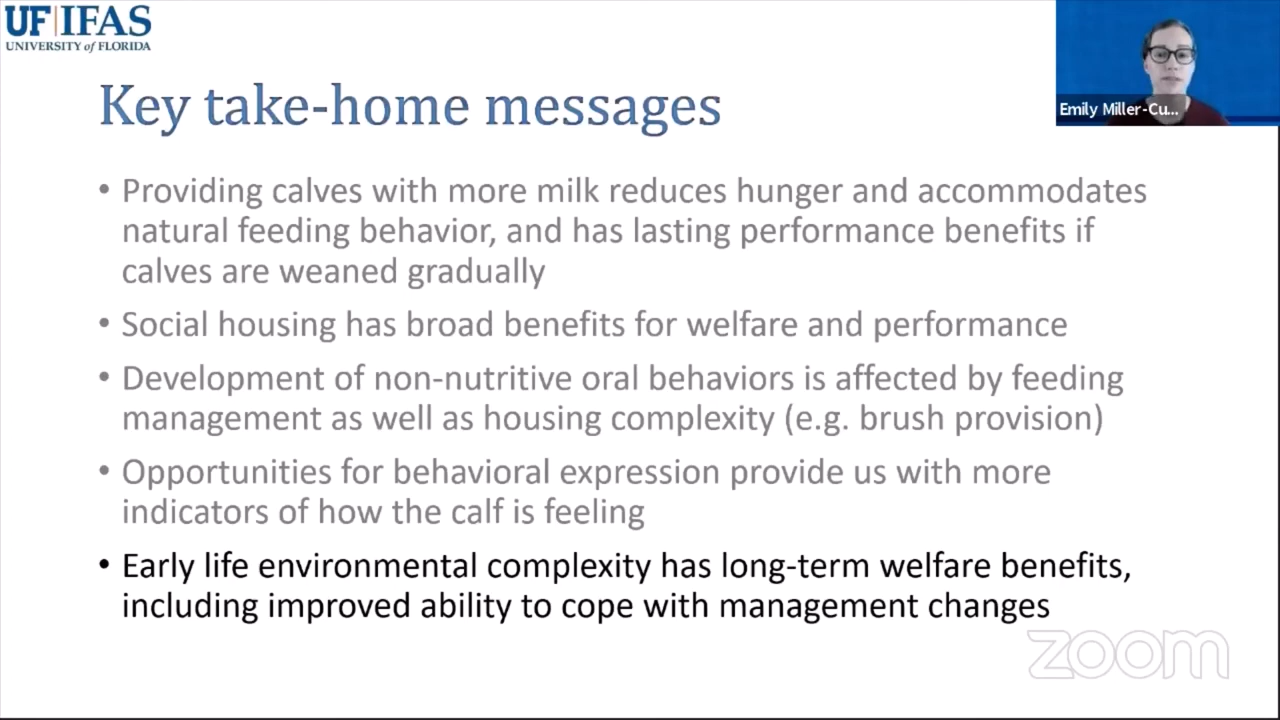 UF|IFAS
UNIVERSITY of FLORIDA
Emily Miller-Cu...
Key take-home messages
• Providing calves with more milk reduces hunger and accommodates
natural feeding behavior, and has lasting performance benefits if
calves are weaned gradually
• Social housing has broad benefits for welfare and performance
• Development of non-nutritive oral behaviors is affected by feeding
management as well as housing complexity (e.g. brush provision)
• Opportunities for behavioral expression provide us with more
indicators of how the calf is feeling
• Early life environmental complexity has long-term welfare benefits,
including improved ability to cope with management changes
zoom